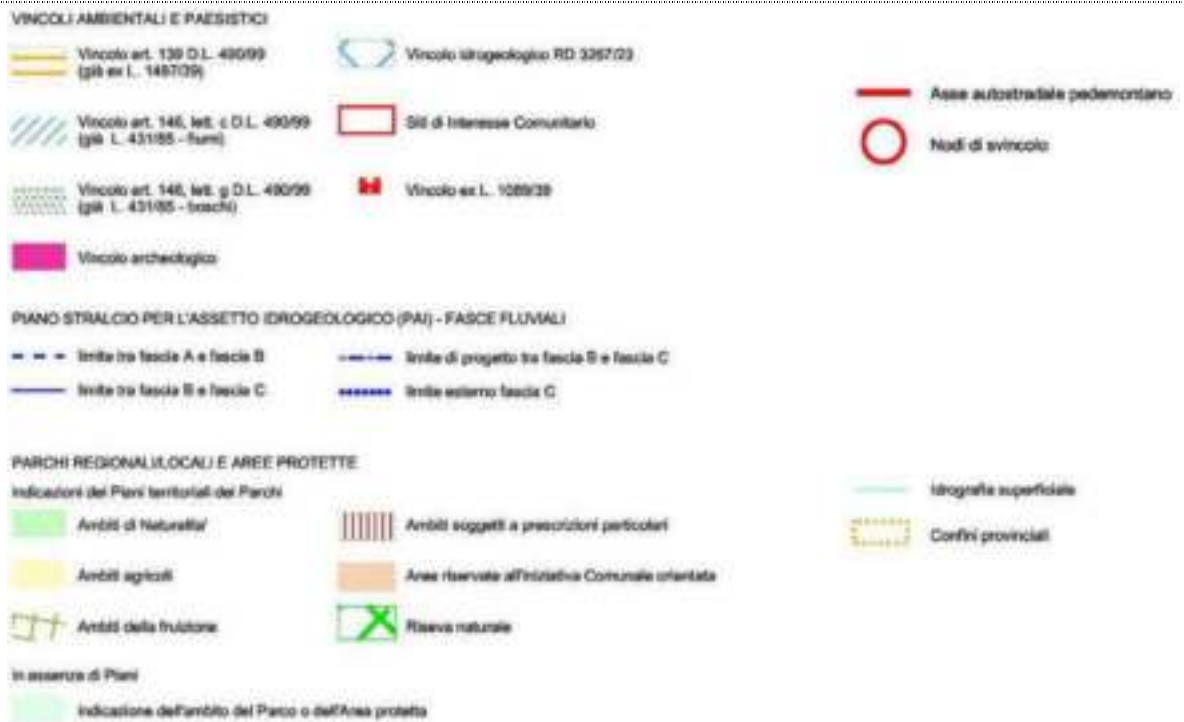 VINCOLI AMBIENTALI E PAESISTICI
Vincolo art. 139 D.L. 490/99
(già ex L. 1497/39)
Vincolo idrogeologico RD 3267/23
Vincolo art. 146, lett. c D.L. 490/99
(già L. 431/85 - fiumi)
Siti di Interesse Comunitario
Vincolo art. 146, lett. g D.L. 490/99
(già L. 431/85 - boschi)
Vincolo ex L. 1089/39
Vincolo archeologico
Asse autostradale pedemontano
Nodi di svincolo
PIANO STRALCIO PER L'ASSETTO IDROGEOLOGICO (PAI) - FASCE FLUVIALI
limite tra fascia A e fascia B
limite di progetto tra fascia B e fascia C
limite tra fascia B e fascia C
limite esterno fascia C
PARCHI REGIONALI/LOCALI E AREE PROTETTE
Indicazioni dei Piani territoriali dei Parchi
Ambiti di Naturalita'
Ambiti soggetti a prescrizioni particolari
Ambiti agricoli
Aree riservate all'Iniziativa Comunale orientata
Ambiti della fruizione
Riseva naturale
In assenza di Piani
Indicazione dell'ambito del Parco o dell'Area protetta
Idrografia superficiale
Confini provinciali